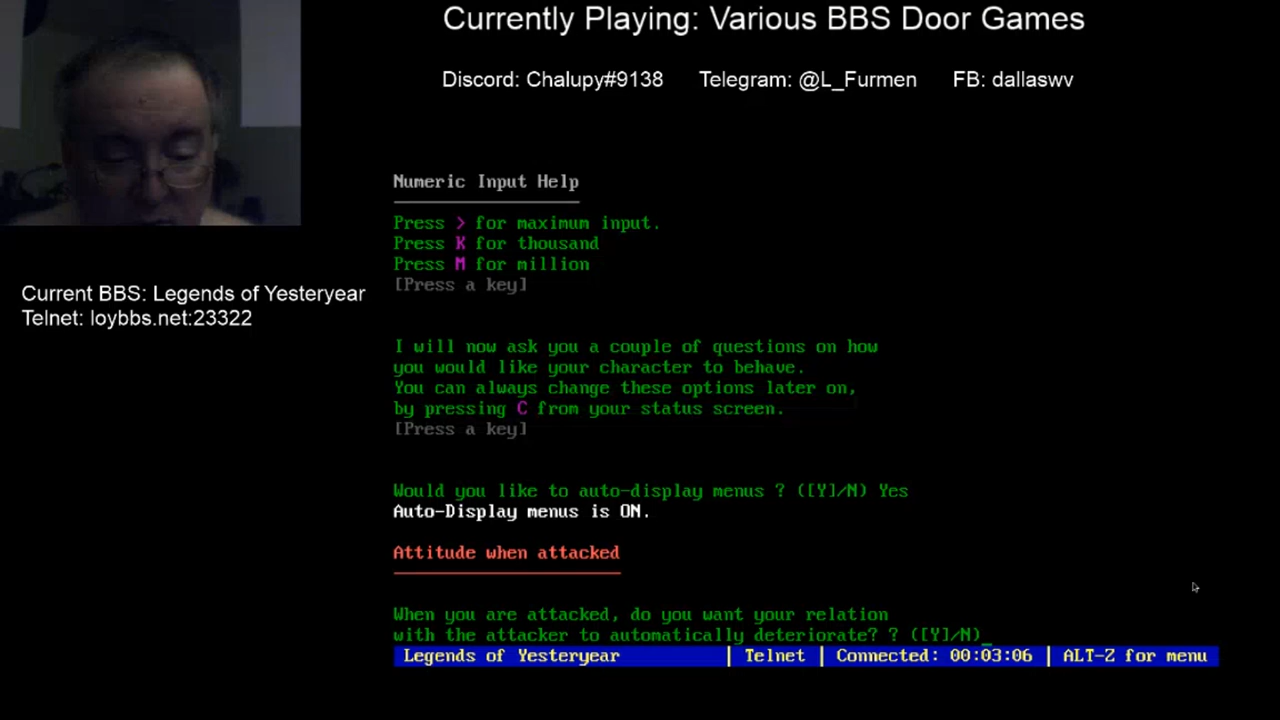 Currently Playing: Various BBS Door Games
Discord: Chalupy#9138 Telegram: @L_Furmen FB: dallaswv
Current BBS: Legends of Yesteryear
Telnet: loybbs.net:23322
Numeric Input Help
Press > for maximum input.
Press K for thousand
Press M for million
[Press a key]
I will now ask you a couple of questions on how
you would like your character to behave.
You can always change these options later on,
by pressing C from your status screen.
[Press a key]
Would you like to auto-display menus ? ([Y]/N) Yes
Auto-Display menus is ON.
Attitude when attacked
When you are attacked, do you want your relation
with the attacker to automatically deteriorate? ? ([Y]/N)_
Legends of Yesteryear | Telnet | Connected: 00:03:06 | ALT-Z for menu